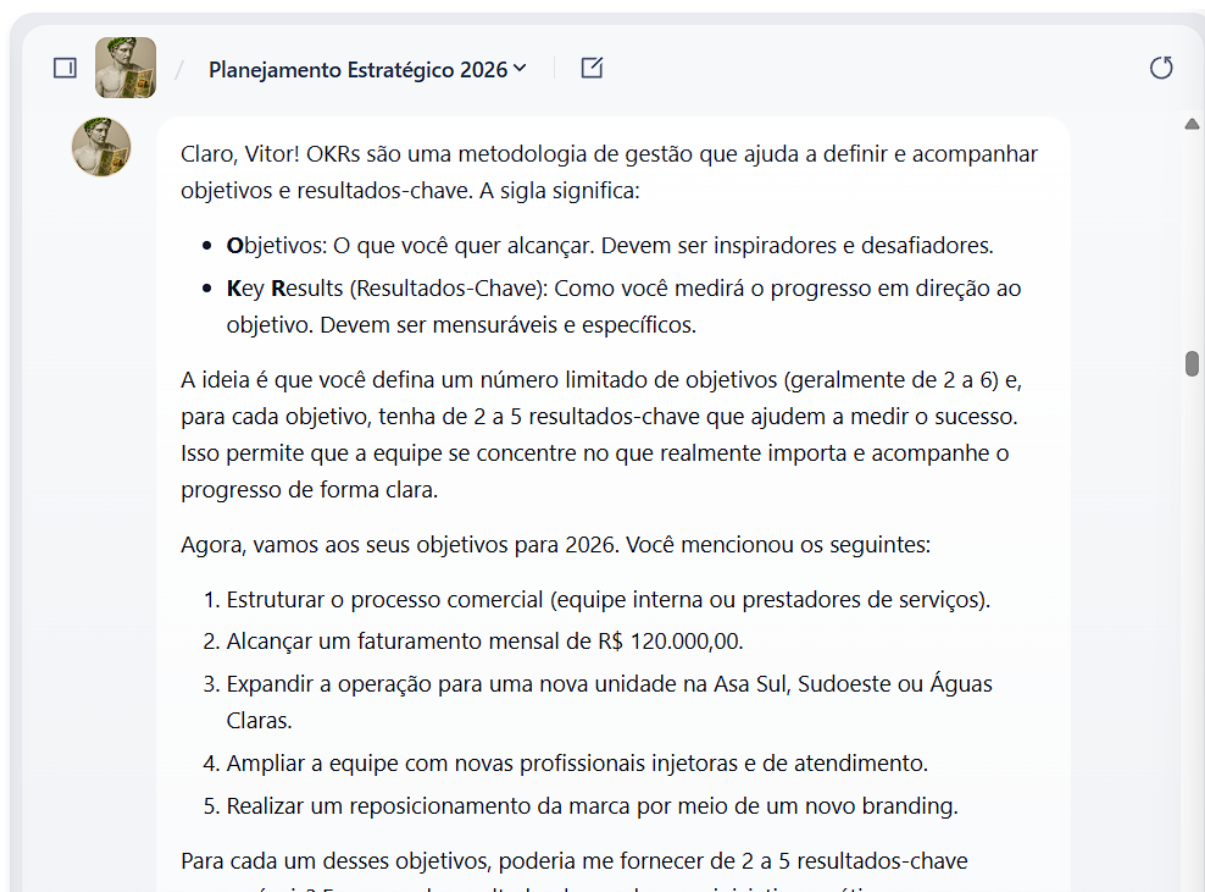 Planejamento Estratégico 2026
Claro, Vitor! OKRs são uma metodologia de gestão que ajuda a definir e acompanhar
objetivos e resultados-chave. A sigla significa:
• Objetivos: O que você quer alcançar. Devem ser inspiradores e desafiadores.
• Key Results (Resultados-Chave): Como você medirá o progresso em direção ao
objetivo. Devem ser mensuráveis e específicos.
A ideia é que você defina um número limitado de objetivos (geralmente de 2 a 6) e,
para cada objetivo, tenha de 2 a 5 resultados-chave que ajudem a medir o sucesso.
Isso permite que a equipe se concentre no que realmente importa e acompanhe o
progresso de forma clara.
Agora, vamos aos seus objetivos para 2026. Você mencionou os seguintes:
1. Estruturar o processo comercial (equipe interna ou prestadores de serviços).
2. Alcançar um faturamento mensal de R$ 120.000,00.
3. Expandir a operação para uma nova unidade na Asa Sul, Sudoeste ou Águas
Claras.
4. Ampliar a equipe com novas profissionais injetoras e de atendimento.
5. Realizar um reposicionamento da marca por meio de um novo branding.
Para cada um desses objetivos, poderia me fornecer de 2 a 5 resultados-chave